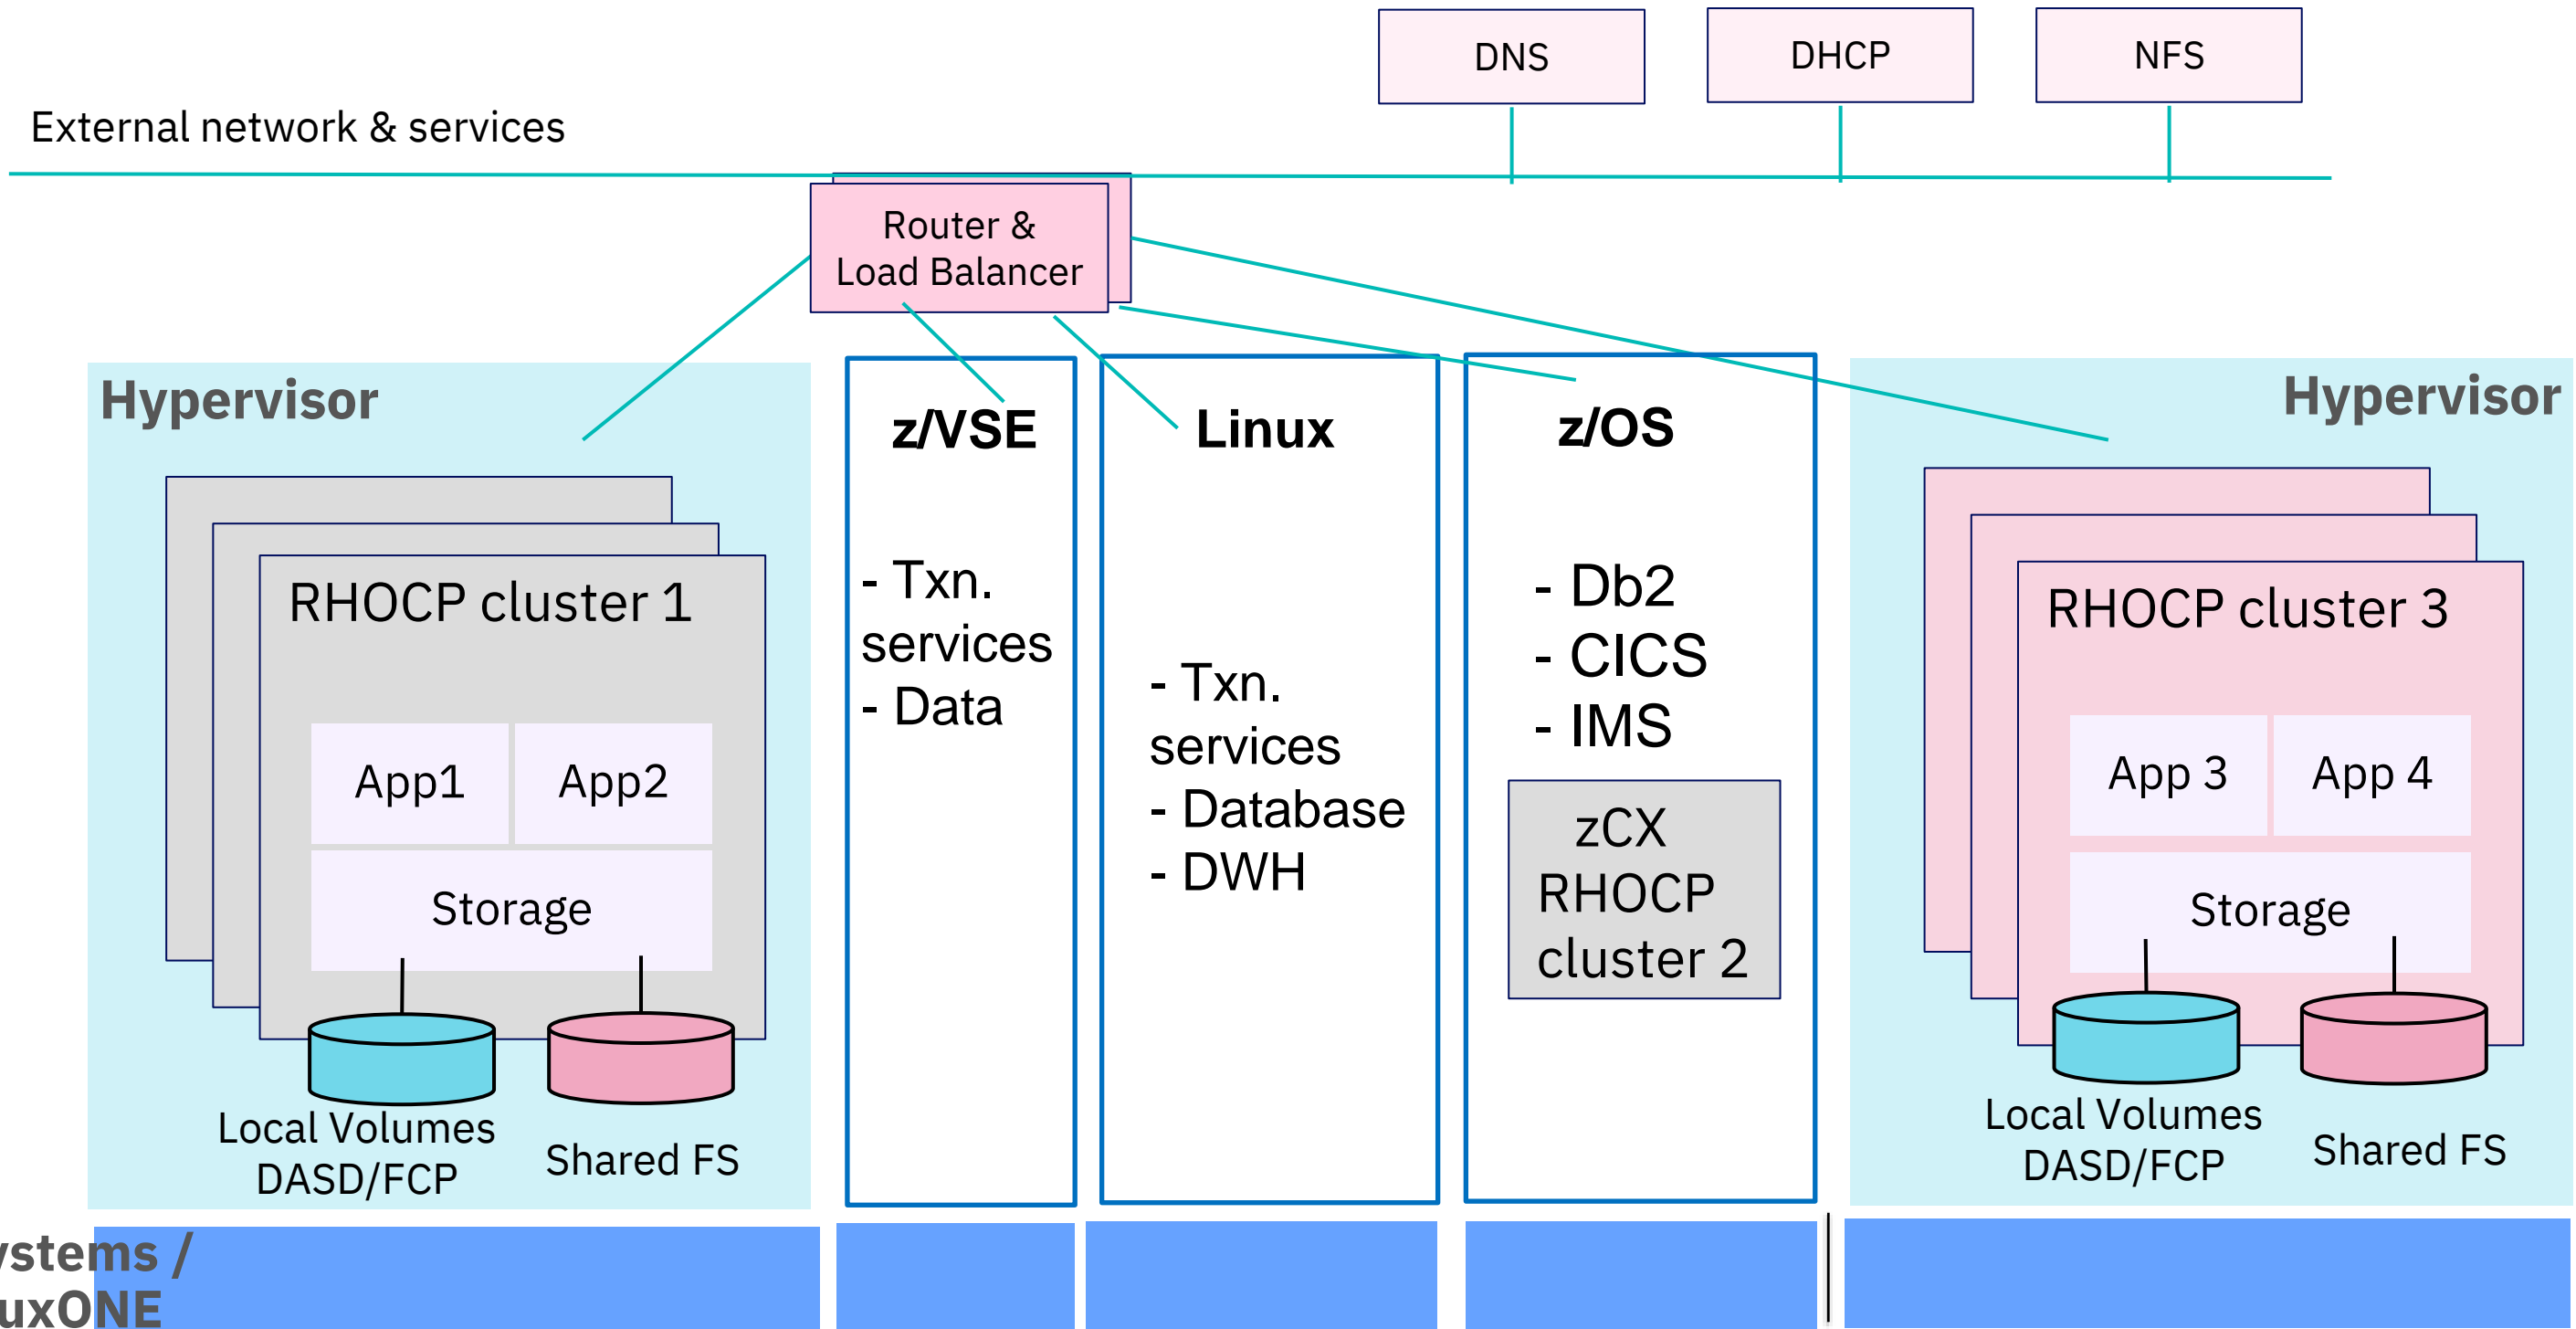 DNS
DHCP
NFS
External network & services
Router &
Load Balancer
Hypervisor
RHOCP cluster 1
App1
App2
Storage
Local Volumes
DASD/FCP
Shared FS
z/VSE
- Txn.
services
- Data
Linux
- Txn.
services
- Database
- DWH
z/OS
- Db2
- CICS
- IMS
zCX
RHOCP
cluster 2
Hypervisor
RHOCP cluster 3
App 3
App 4
Storage
Local Volumes
DASD/FCP
Shared FS
ystems /
uxONE